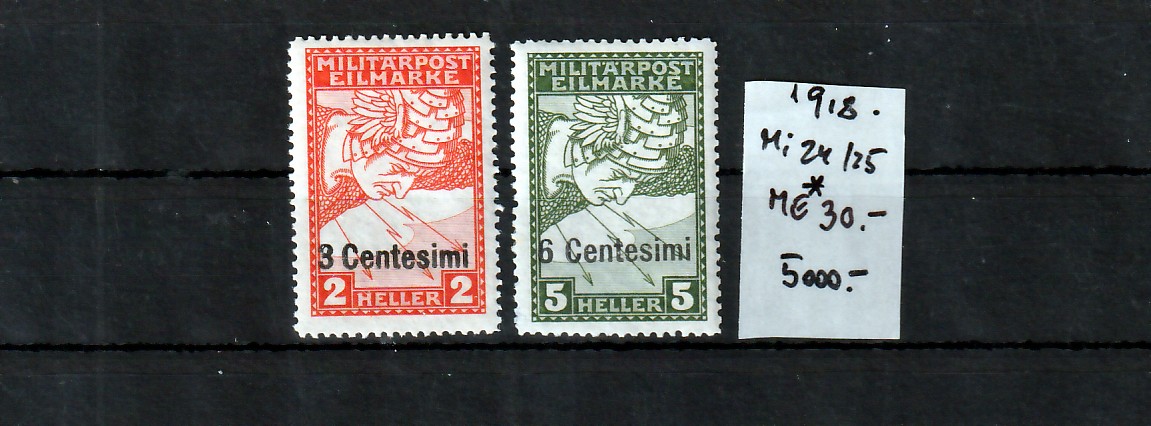 MILITÄRPOST
EILMARKE
3 Centesimi
2 HELLER 2
MILITÄRPOST
EILMARKE
6 Centesimi
5 HELLER 5
1918.
Mi 24/25
*
M€ 30.-
5000.-